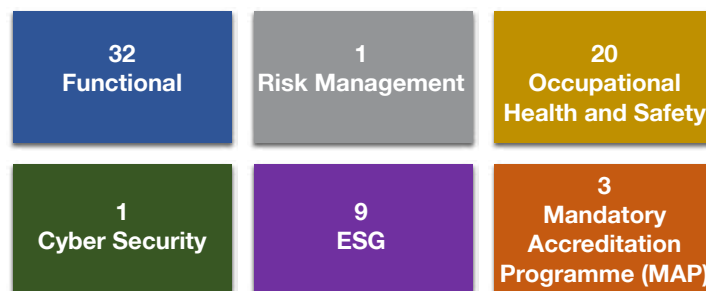 32
Functional
1
Risk Management
20
Occupational
Health and Safety
1
Cyber Security
9
ESG
3
Mandatory
Accreditation
Programme (MAP)